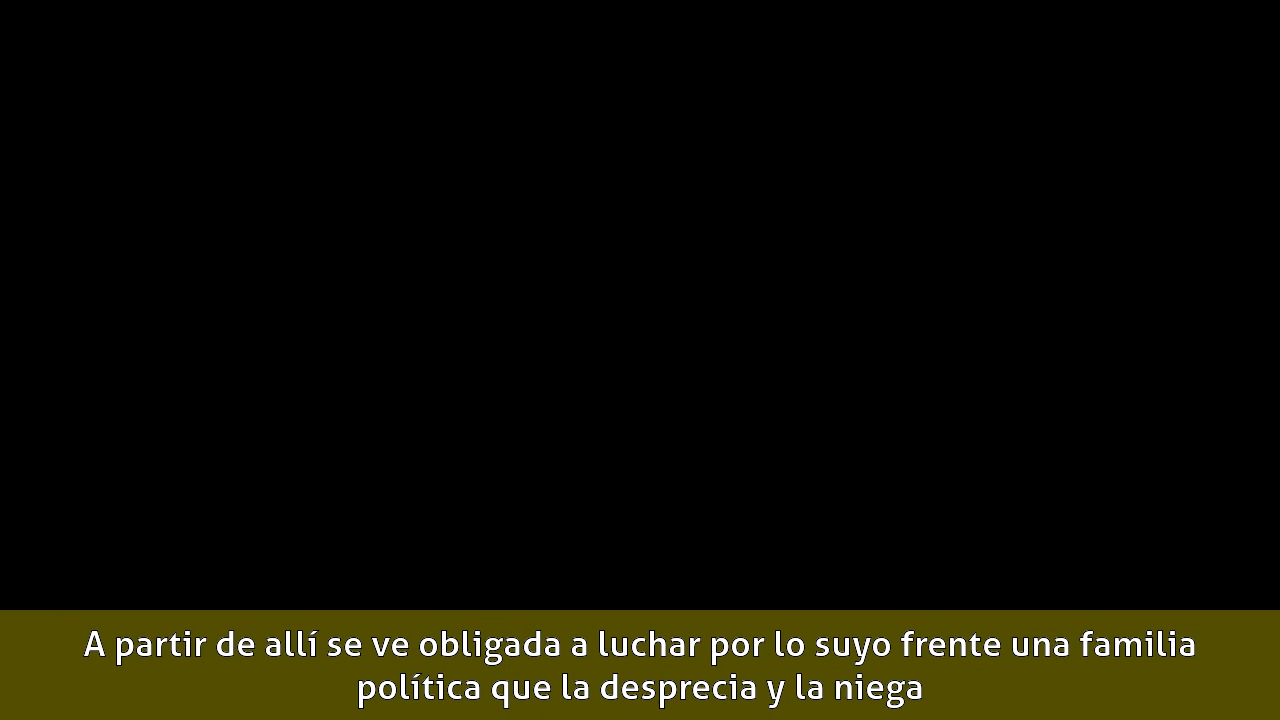 A partir de allí se ve obligada a luchar por lo suyo frente una familia
política que la desprecia y la niega